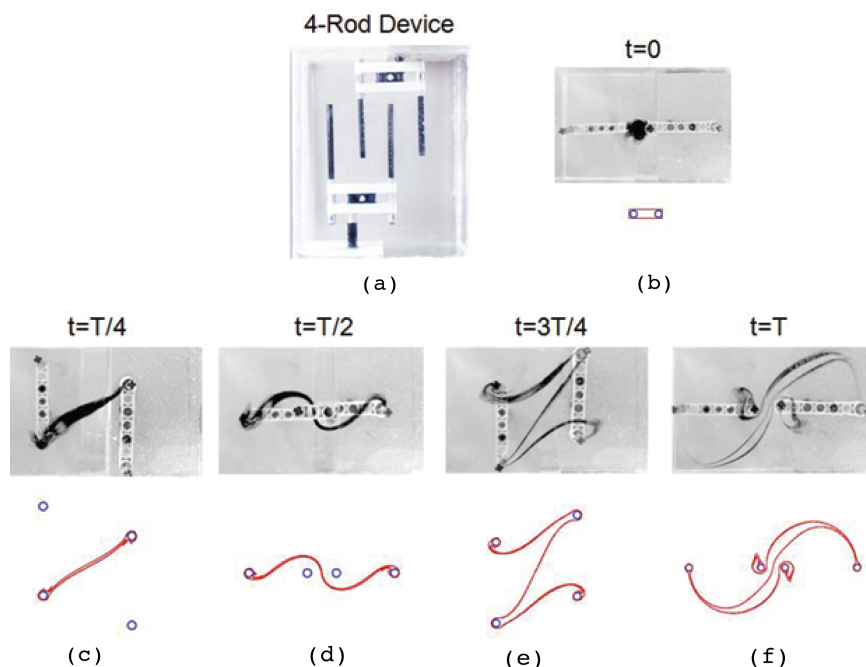 4-Rod Device
t=0
(a)
(b)
t=T/4
t=T/2
t=3T/4
t=T
(c)
(d)
(e)
(f)